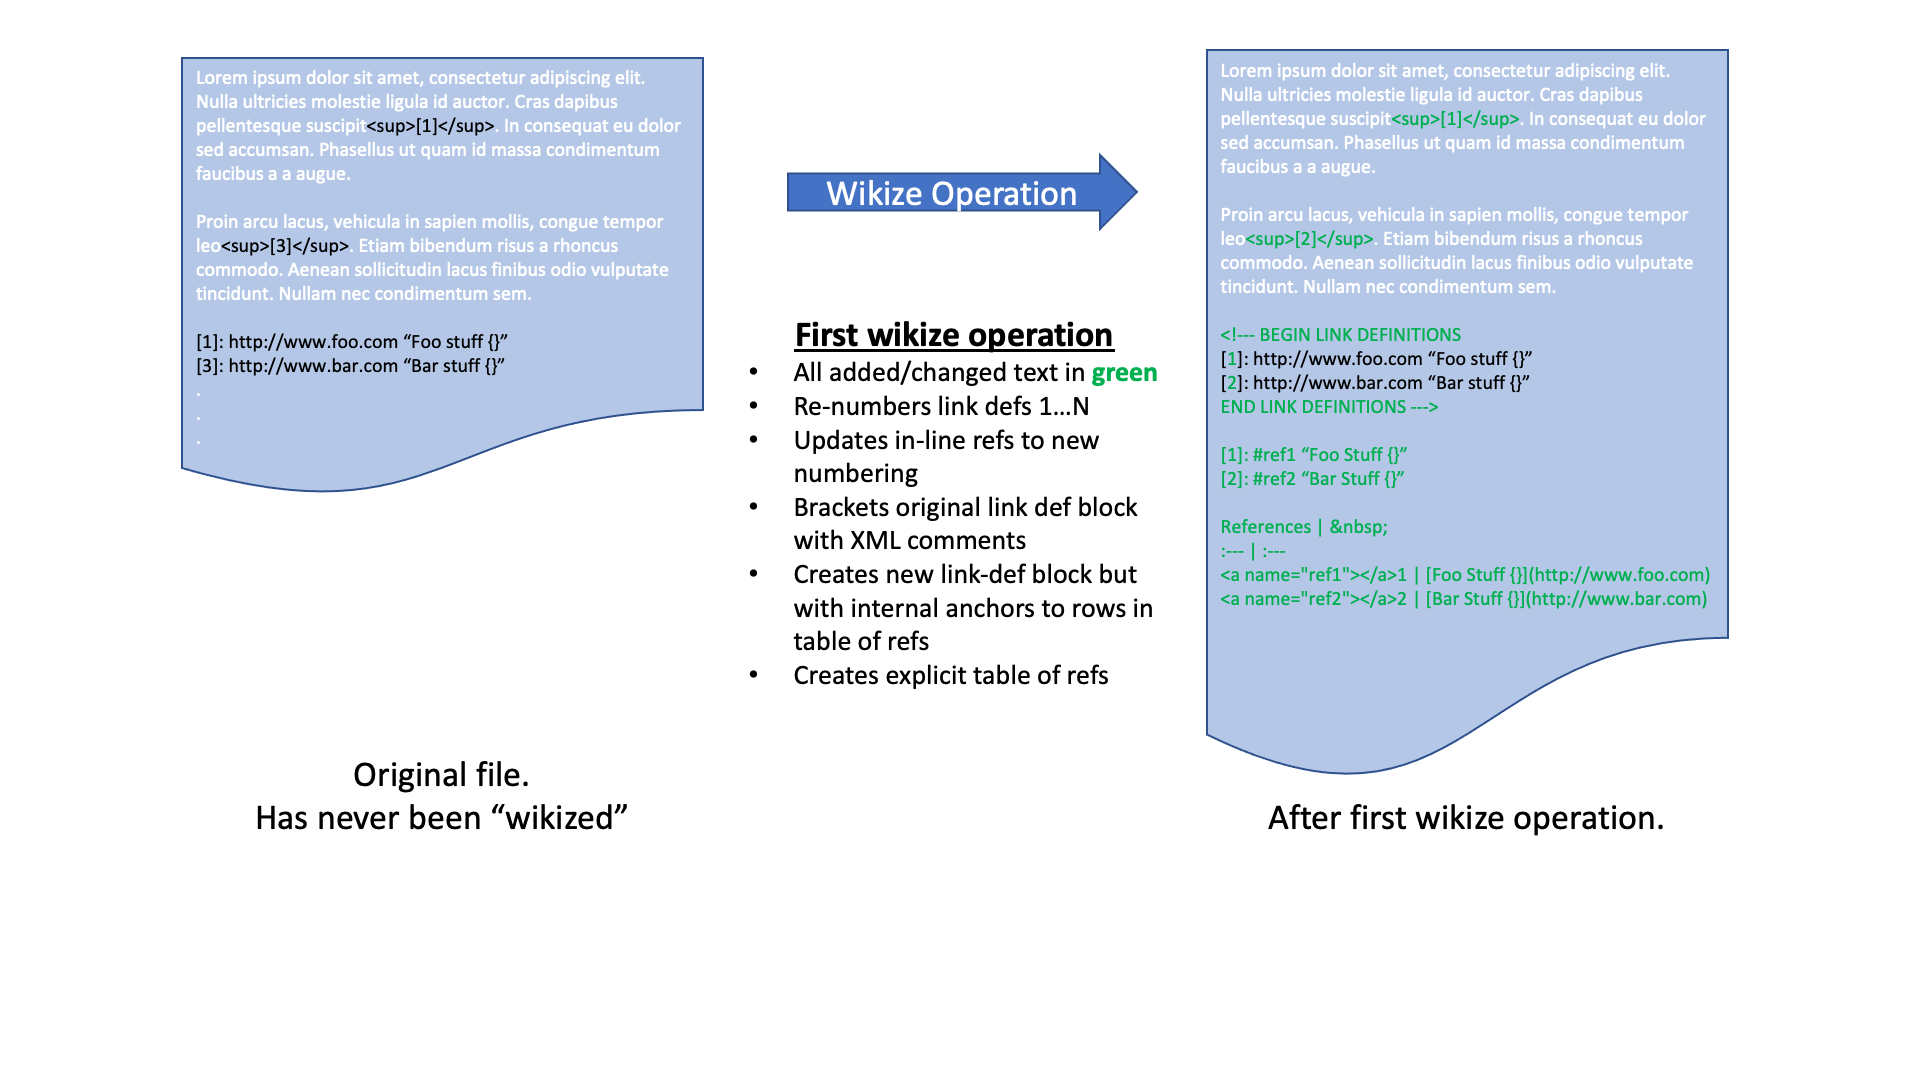 Lorem ipsum dolor sit amet, consectetur adipiscing elit.
Nulla ultricies molestie ligula id auctor. Cras dapibus
pellentesque suscipit<sup>[1]</sup>. In consequat eu dolor
sed accumsan. Phasellus ut quam id massa condimentum
faucibus a a augue.
Proin arcu lacus, vehicula in sapien mollis, congue tempor
leo<sup>[3]</sup>. Etiam bibendum risus a rhoncus
commodo. Aenean sollicitudin lacus finibus odio vulputate
tincidunt. Nullam nec condimentum sem.
[1]: http://www.foo.com “Foo stuff {}”
[3]: http://www.bar.com “Bar stuff {}”
.
.
.
Original file.
Has never been “wikized”
Wikize Operation
First wikize operation
• All added/changed text in green
• Re-numbers link defs 1…N
• Updates in-line refs to new
numbering
• Brackets original link def block
with XML comments
• Creates new link-def block but
with internal anchors to rows in
table of refs
• Creates explicit table of refs
Lorem ipsum dolor sit amet, consectetur adipiscing elit.
Nulla ultricies molestie ligula id auctor. Cras dapibus
pellentesque suscipit<sup>[1]</sup>. In consequat eu dolor
sed accumsan. Phasellus ut quam id massa condimentum
faucibus a a augue.
Proin arcu lacus, vehicula in sapien mollis, congue tempor
leo<sup>[2]</sup>. Etiam bibendum risus a rhoncus
commodo. Aenean sollicitudin lacus finibus odio vulputate
tincidunt. Nullam nec condimentum sem.
<!--- BEGIN LINK DEFINITIONS
[1]: http://www.foo.com “Foo stuff {}”
[2]: http://www.bar.com “Bar stuff {}”
END LINK DEFINITIONS --->
[1]: #ref1 “Foo Stuff {}”
[2]: #ref2 “Bar Stuff {}”
References | &nbsp;
:--- | :---
<a name="ref1"></a>1 | [Foo Stuff {}](http://www.foo.com)
<a name="ref2"></a>2 | [Bar Stuff {}](http://www.bar.com)
After first wikize operation.